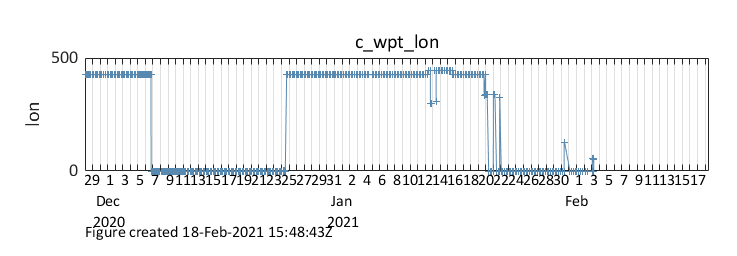 c_wpt_lon
500
lon
0
29 1 3 5 7 9 11 13 15 17 19 21 23 25 27 29 31 2 4 6 8 10 12 14 16 18 20 22 24 26 28 30 1 3 5 7 9 11 13 15 17
Dec Jan Feb
2020 2021
Figure created 18-Feb-2021 15:48:43Z